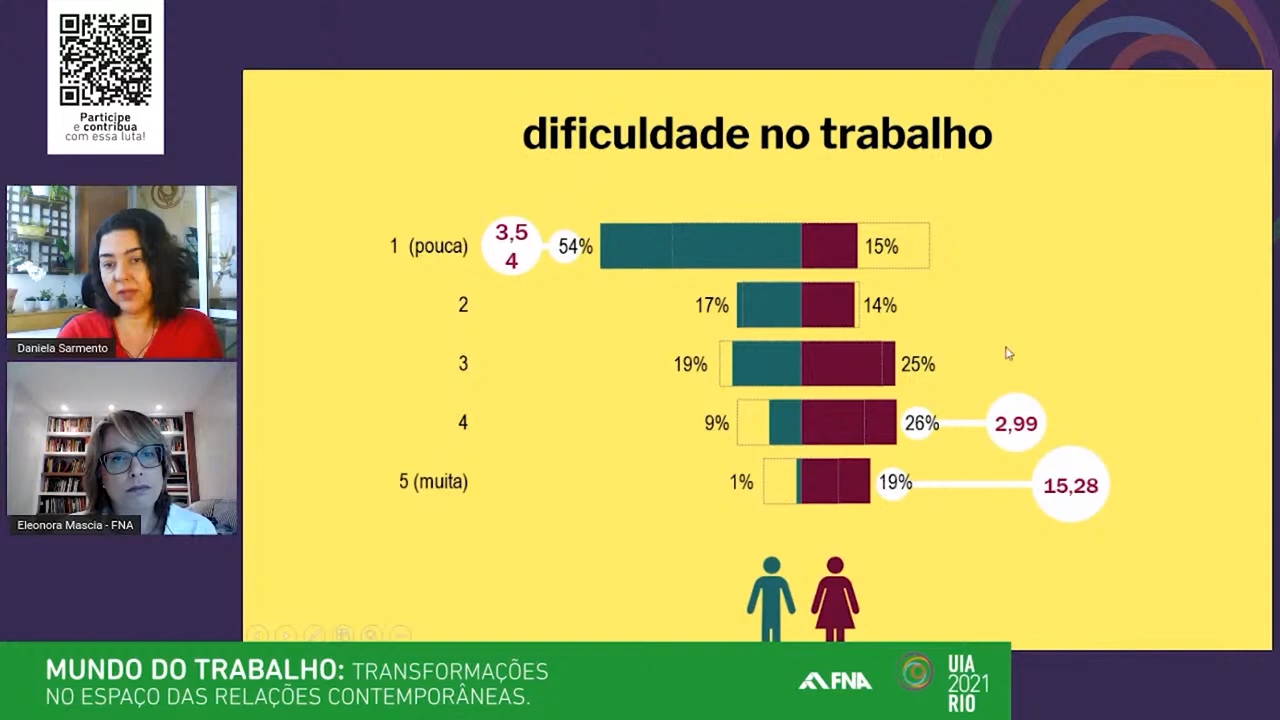 Participe
e contribua
com essa luta!
Daniela Sarmento
Eleonora Mascia - FNA
dificuldade no trabalho
1 (pouca) 3,5
4 54% 15%
2 17% 14%
3 19% 25%
4 9% 26% 2,99
5 (muita) 1% 19% 15,28
MUNDO DO TRABALHO: TRANSFORMAÇÕES
NO ESPAÇO DAS RELAÇÕES CONTEMPORÂNEAS.
FNA
UIA
2021
RIO